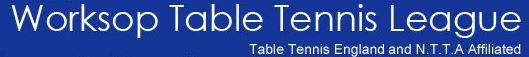 Worksop Table Tennis League
Table Tennis England and N.T.T.A Affiliated